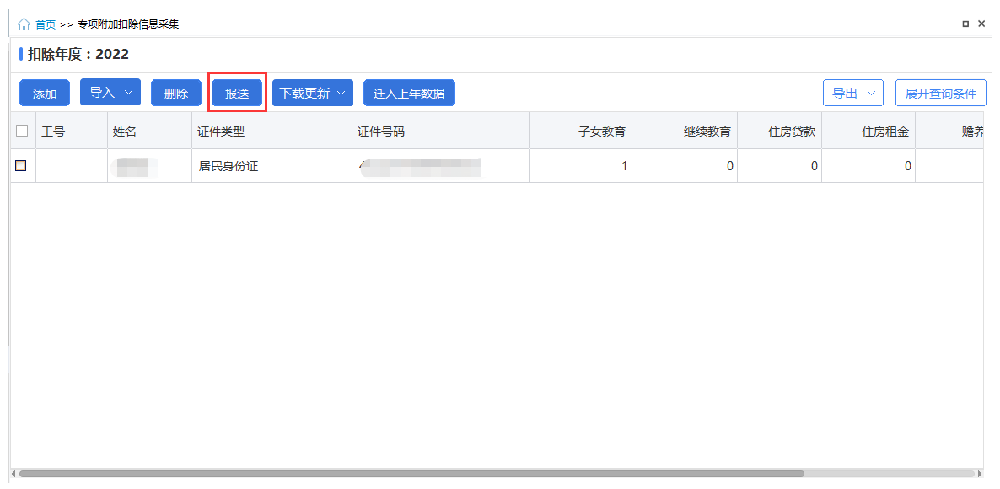 首页 >> 专项附加扣除信息采集
扣除年度：2022
添加 导入 删除 报送 下载更新 迁入上年数据 导出 展开查询条件
工号 姓名 证件类型 证件号码 子女教育 继续教育 住房贷款 住房租金 赡养
居民身份证 1 0 0 0